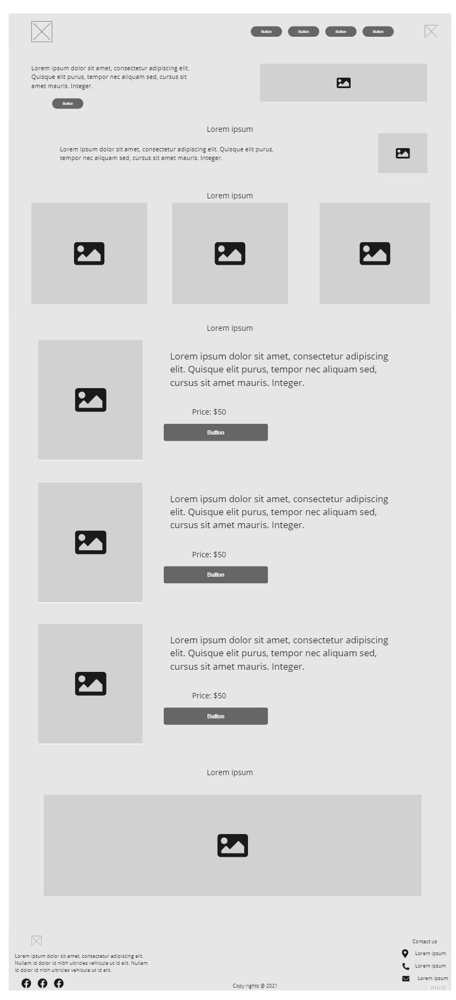 Button
Button
Button
Button
Lorem ipsum dolor sit amet, consectetur adipiscing elit.
Quisque elit purus, tempor nec aliquam sed, cursus sit
amet mauris. Integer.
Button
Lorem ipsum
Lorem ipsum dolor sit amet, consectetur adipiscing elit. Quisque elit purus,
tempor nec aliquam sed, cursus sit amet mauris. Integer.
Lorem ipsum
Lorem ipsum
Lorem ipsum dolor sit amet, consectetur adipiscing
elit. Quisque elit purus, tempor nec aliquam sed,
cursus sit amet mauris. Integer.
Price: $50
Button
Lorem ipsum dolor sit amet, consectetur adipiscing
elit. Quisque elit purus, tempor nec aliquam sed,
cursus sit amet mauris. Integer.
Price: $50
Button
Lorem ipsum dolor sit amet, consectetur adipiscing
elit. Quisque elit purus, tempor nec aliquam sed,
cursus sit amet mauris. Integer.
Price: $50
Button
Lorem ipsum
Lorem ipsum dolor sit amet, consectetur adipiscing elit.
Nullam id dolor id nibh ultricies vehicula ut id elit. Nullam
id dolor id nibh ultricies vehicula ut id elit.
Copy rights @ 2021
Contact us
Lorem ipsum
Lorem ipsum
Lorem ipsum
miro